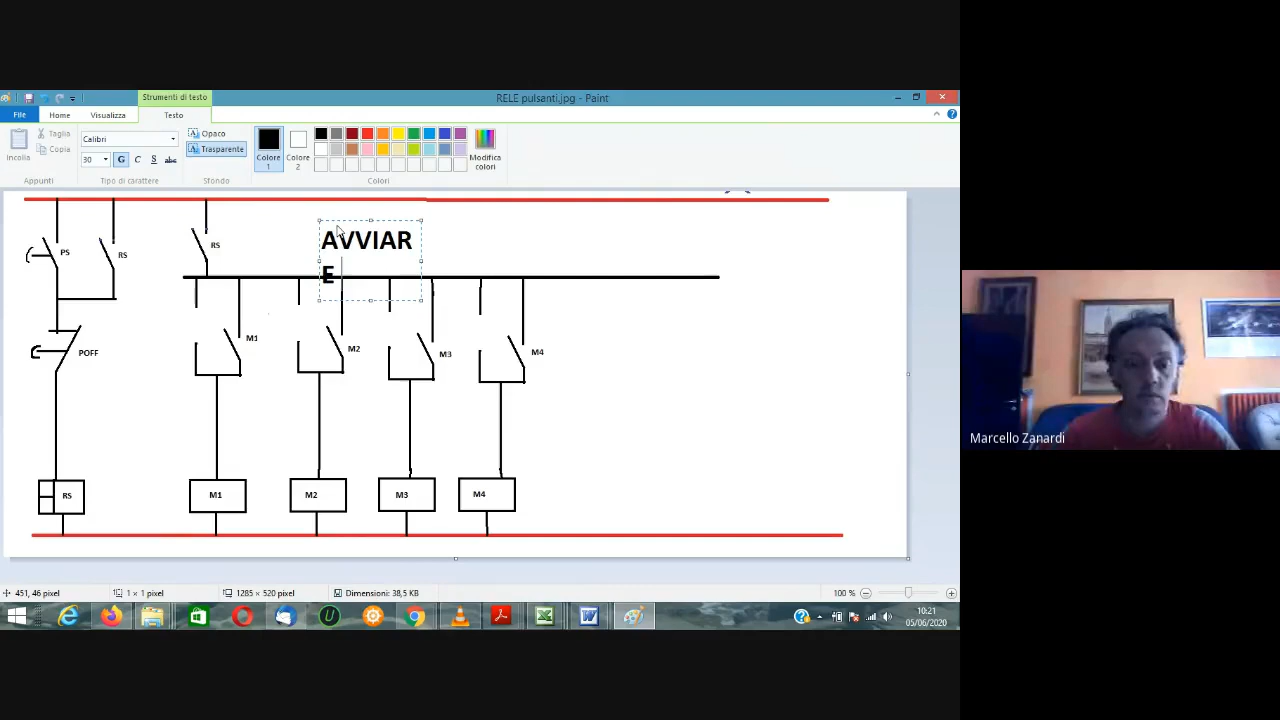 Strumenti di testo
RELE pulsanti.jpg - Paint
File
Home
Visualizza
Testo
Incolla
Taglia
Copia
Appunti
Calibri
30
G
C
S
abc
Tipo di carattere
Opaco
Trasparente
Sfondo
Colore
1
Colore
2
Modifica
colori
Colori
AVVIAR
E
PS
RS
RS
POFF
M1
M2
M3
M4
RS
M1
M2
M3
M4
Marcello Zanardi
451, 46 pixel
1 × 1 pixel
1285 × 520 pixel
Dimensioni: 38,5 KB
100 %
10:21
05/06/2020